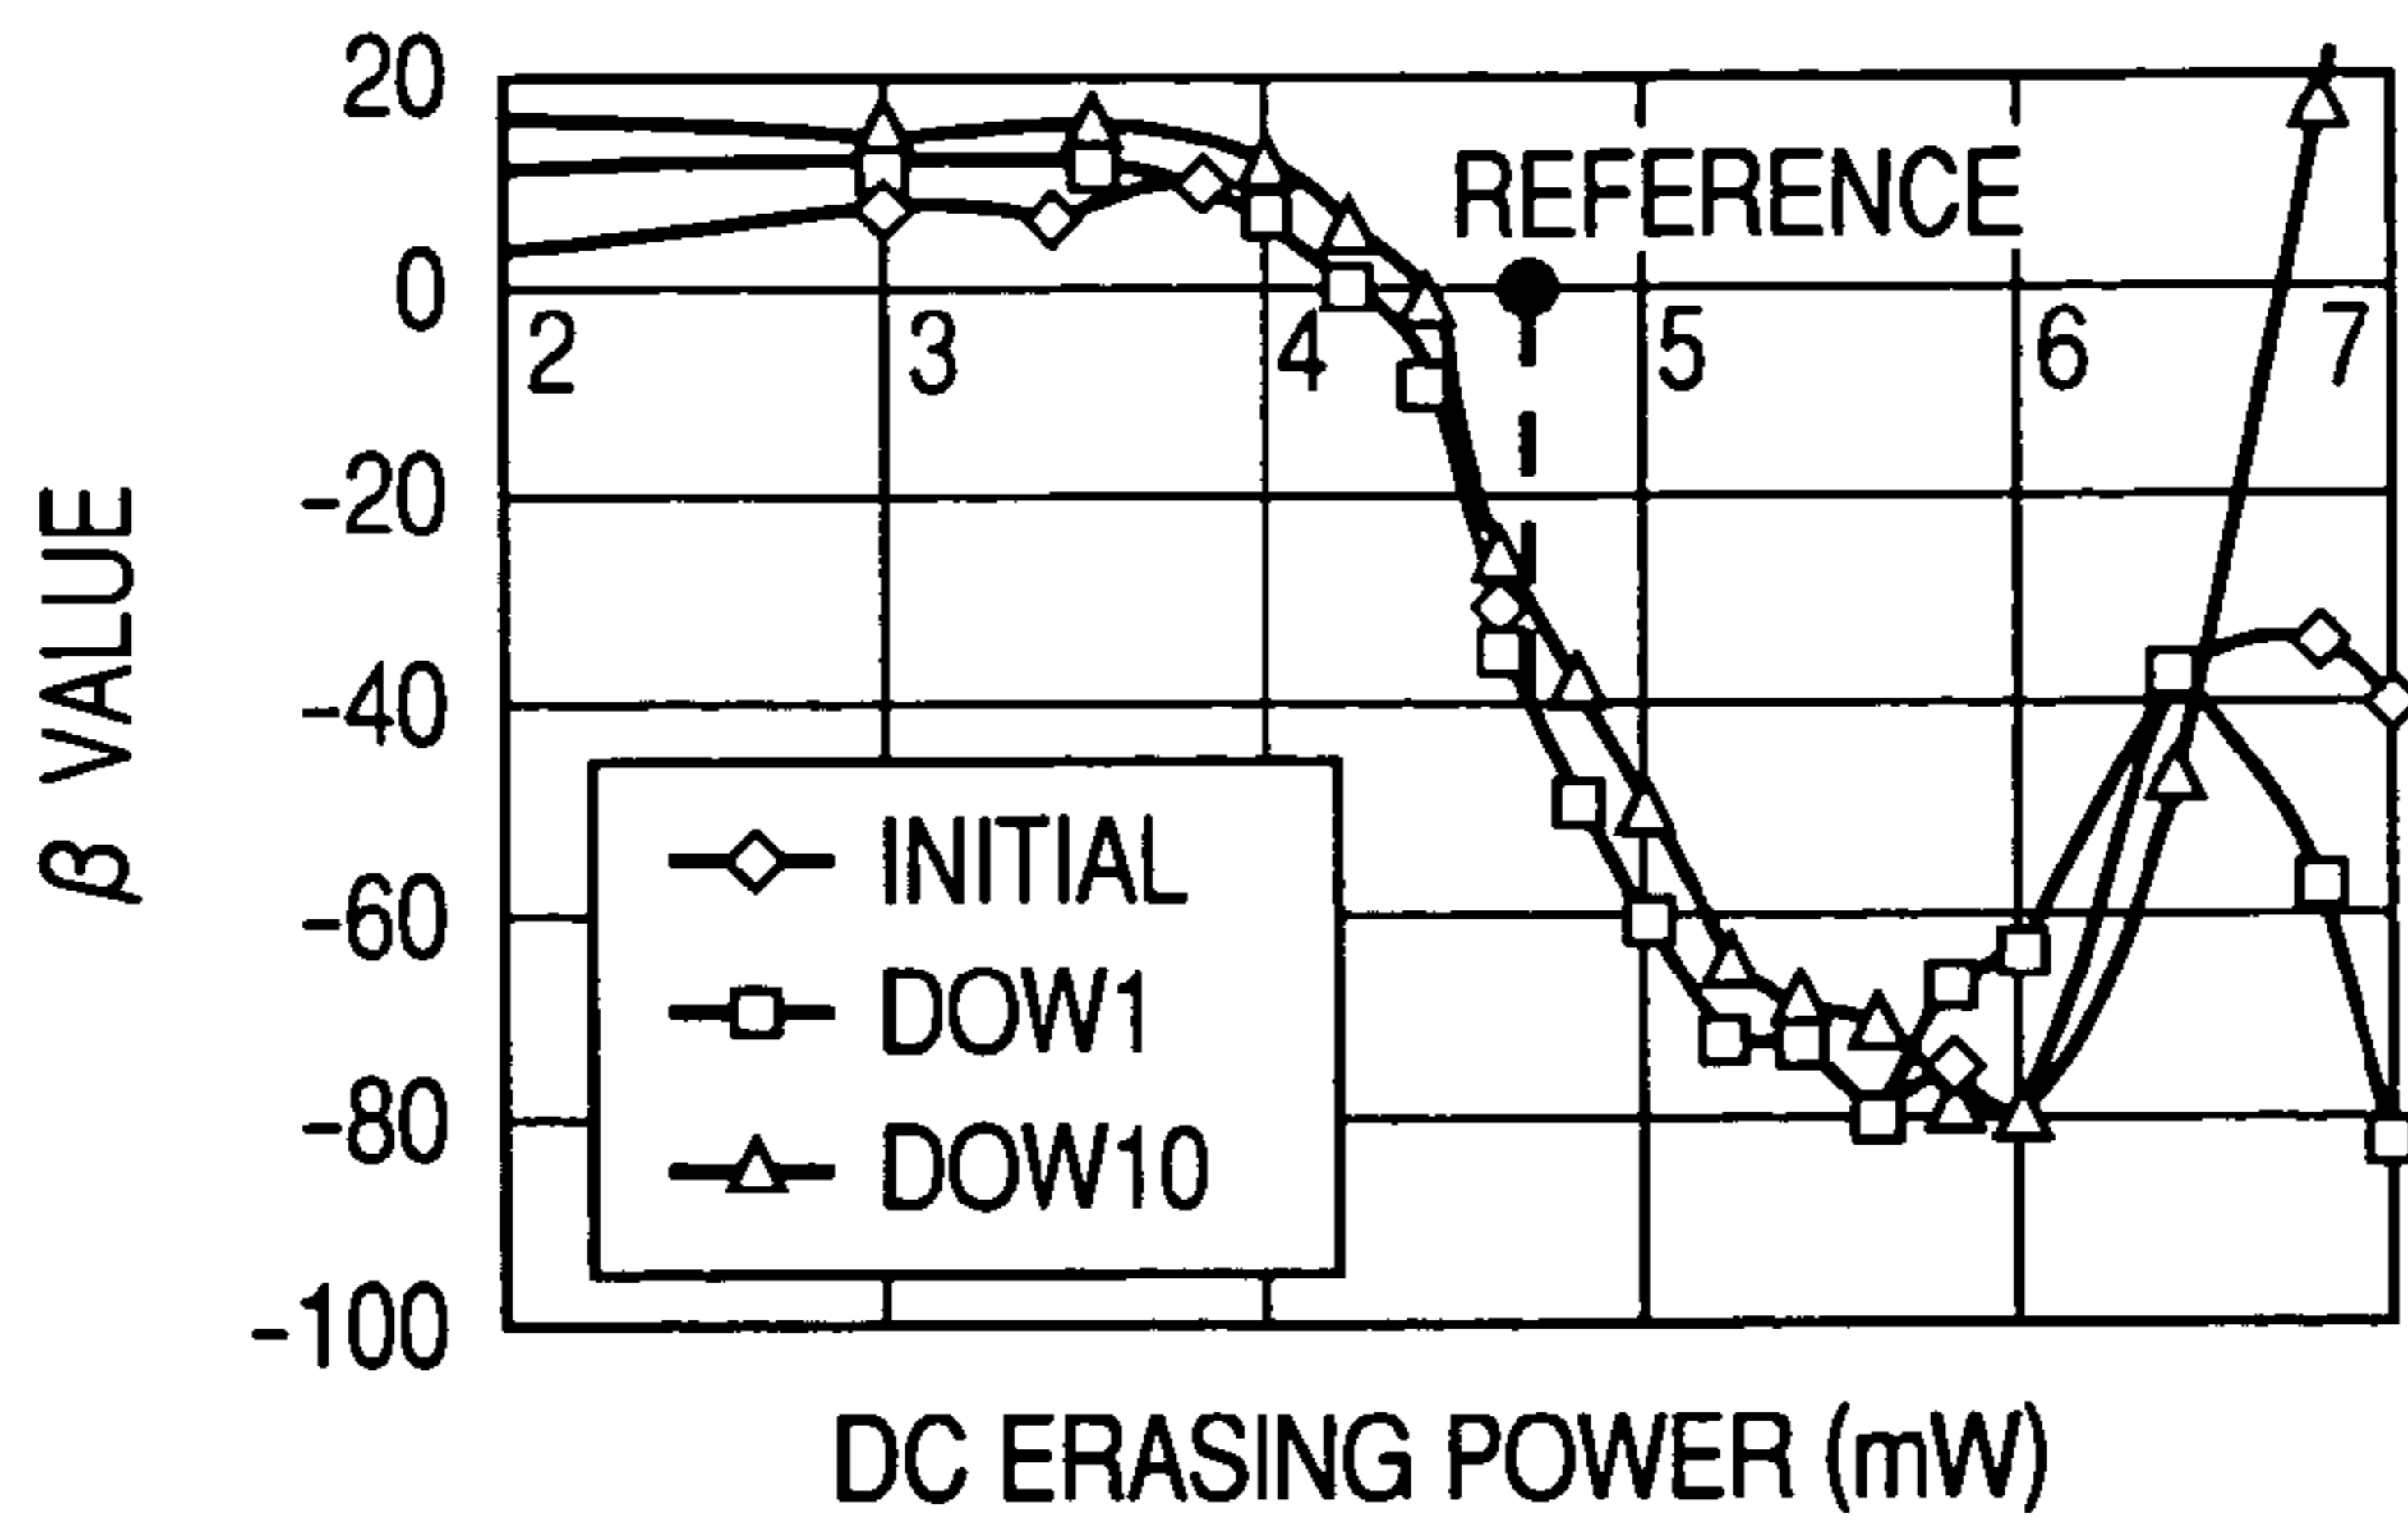 20
REFERENCE
0
2 3 4 5 6 7
-20
β VALUE
-40
-60
-80
-100
INITIAL
DOW1
DOW10
DC ERASING POWER (mW)